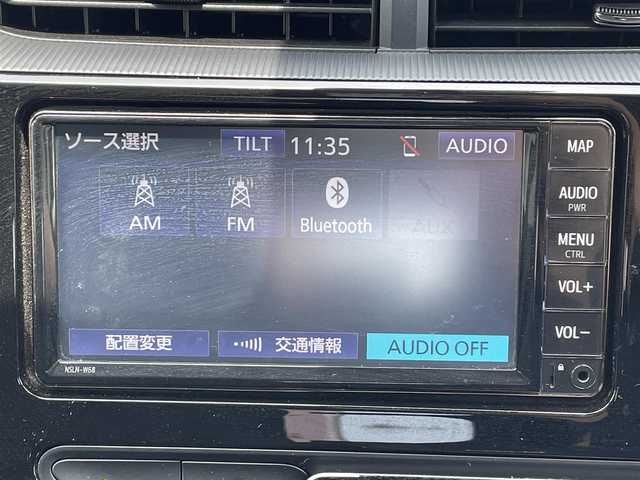 ソース選択 TILT 11:35 AUDIO
AM FM Bluetooth AUX
配置変更 交通情報 AUDIO OFF
NSLN-W68
MAP
AUDIO
PWR
MENU
CTRL
VOL+
VOL-